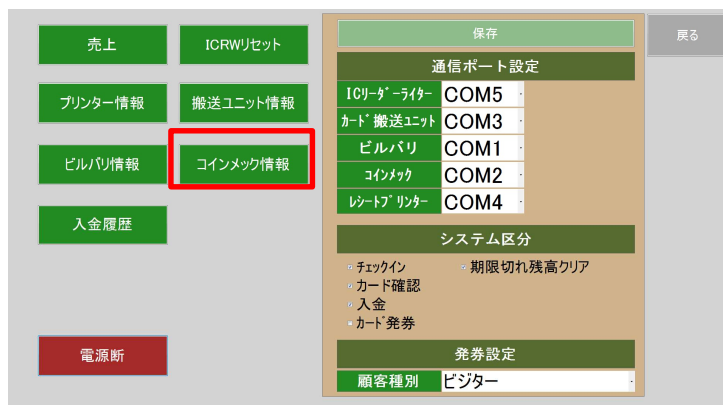 売上
ICRWリセット
プリンター情報
搬送ユニット情報
ビルバリ情報
コインメック情報
入金履歴
電源断
保存
通信ポート設定
ICリーダーライター COM5
カード搬送ユニット COM3
ビルバリ COM1
コインメック COM2
レシートプリンター COM4
システム区分
チェックイン
期限切れ残高クリア
カード確認
入金
カード発券
発券設定
顧客種別 ビジター
戻る